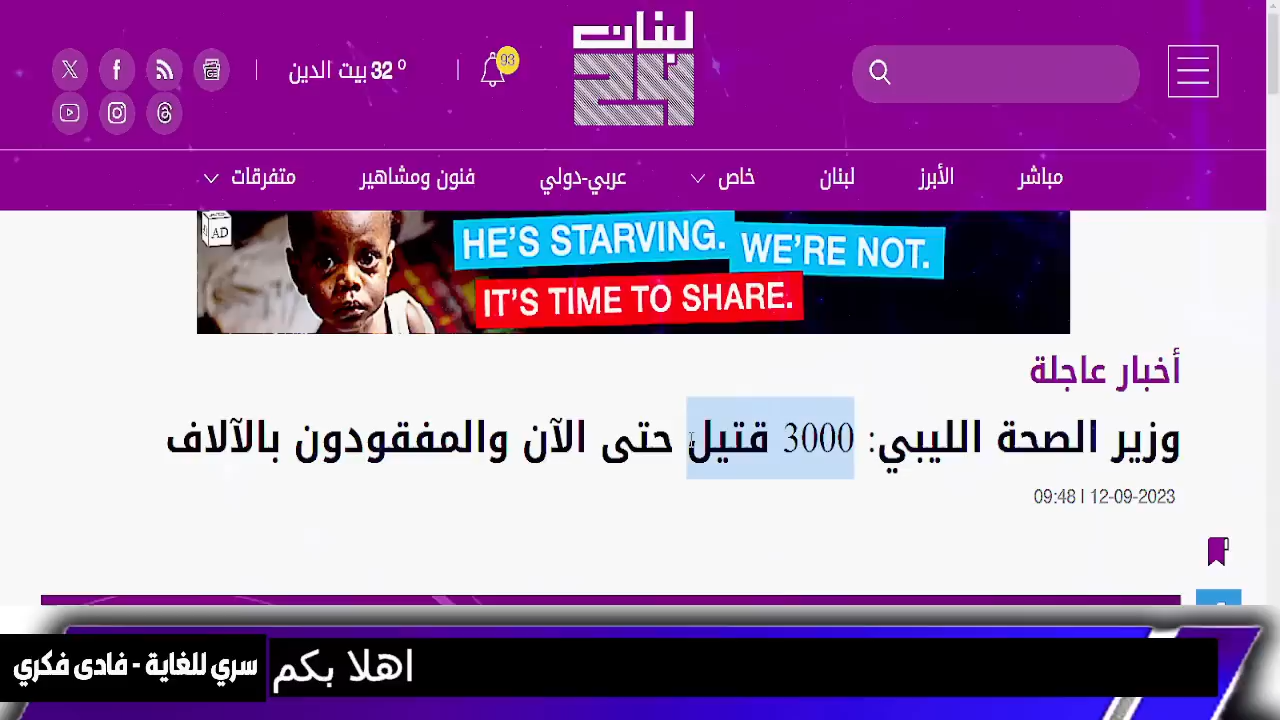 لبنان
24
93
32° بيت الدين
مباشر
الأبرز
لبنان
خاص
عربي-دولي
فنون ومشاهير
متفرقات
AD
HE'S STARVING. WE'RE NOT.
IT'S TIME TO SHARE.
أخبار عاجلة
وزير الصحة الليبي: 3000 قتيل حتى الآن والمفقودون بالآلاف
09:48 | 12-09-2023
سري للغاية - فادى فكري
اهلا بكم